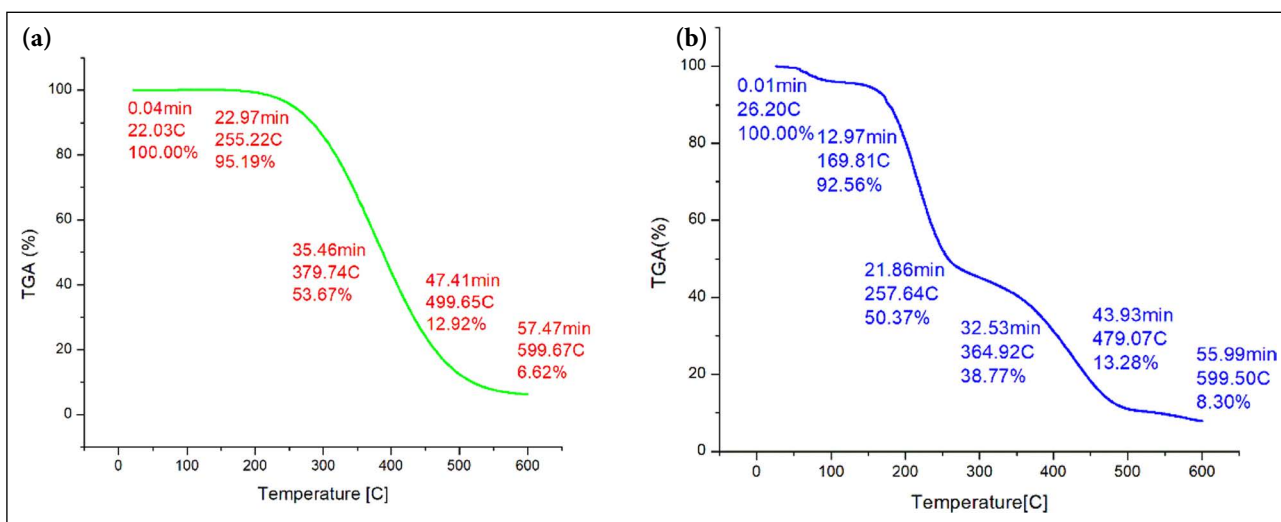 (a)
TGA (%)
100
80
60
40
20
0
0.04min
22.03C
100.00%
22.97min
255.22C
95.19%
35.46min
379.74C
53.67%
47.41min
499.65C
12.92%
57.47min
599.67C
6.62%
0 100 200 300 400 500 600
Temperature [C]
(b)
TGA(%)
100
80
60
40
20
0
0.01min
26.20C
100.00%
12.97min
169.81C
92.56%
21.86min
257.64C
50.37%
32.53min
364.92C
38.77%
43.93min
479.07C
13.28%
55.99min
599.50C
8.30%
0 100 200 300 400 500 600
Temperature[C]